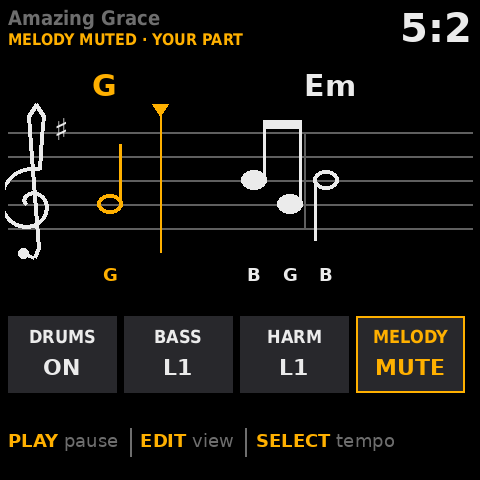 Amazing Grace
MELODY MUTED · YOUR PART
5:2
G Em
G B G B
DRUMS BASS HARM MELODY
ON L1 L1 MUTE
PLAY pause EDIT view SELECT tempo